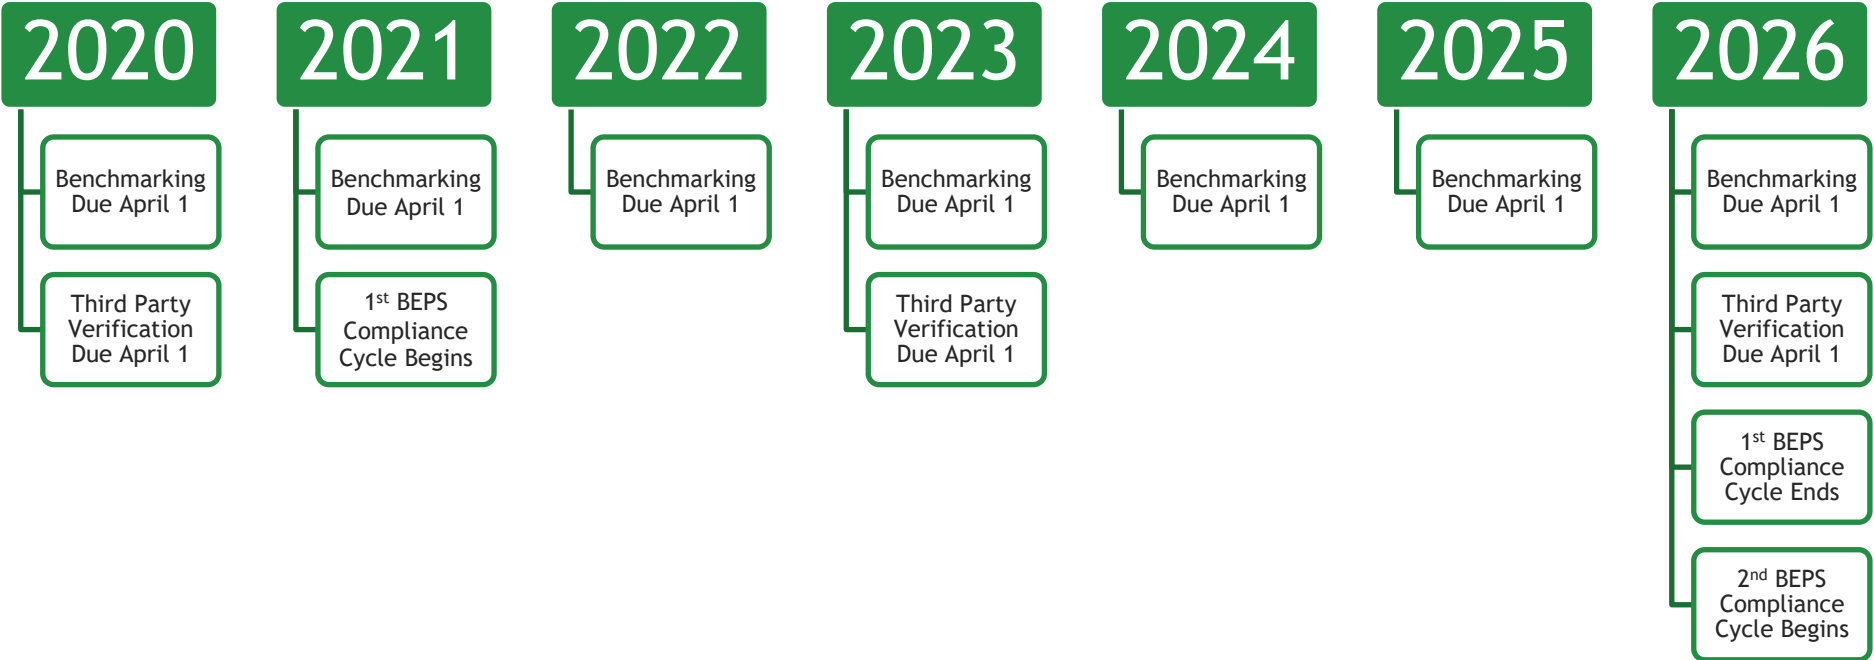 2020
Benchmarking
Due April 1
Third Party
Verification
Due April 1
2021
Benchmarking
Due April 1
1st BEPS
Compliance
Cycle Begins
2022
Benchmarking
Due April 1
2023
Benchmarking
Due April 1
Third Party
Verification
Due April 1
2024
Benchmarking
Due April 1
2025
Benchmarking
Due April 1
2026
Benchmarking
Due April 1
Third Party
Verification
Due April 1
1st BEPS
Compliance
Cycle Ends
2nd BEPS
Compliance
Cycle Begins